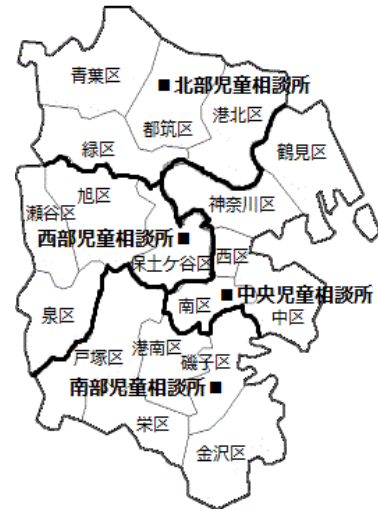 青葉区
■北部児童相談所
港北区
都筑区
鶴見区
緑区
旭区
神奈川区
瀬谷区
西部児童相談所■
西区
保土ケ谷区
■中央児童相談所
南区
中区
泉区
港南区
戸塚区
磯子区
南部児童相談所■
栄区
金沢区